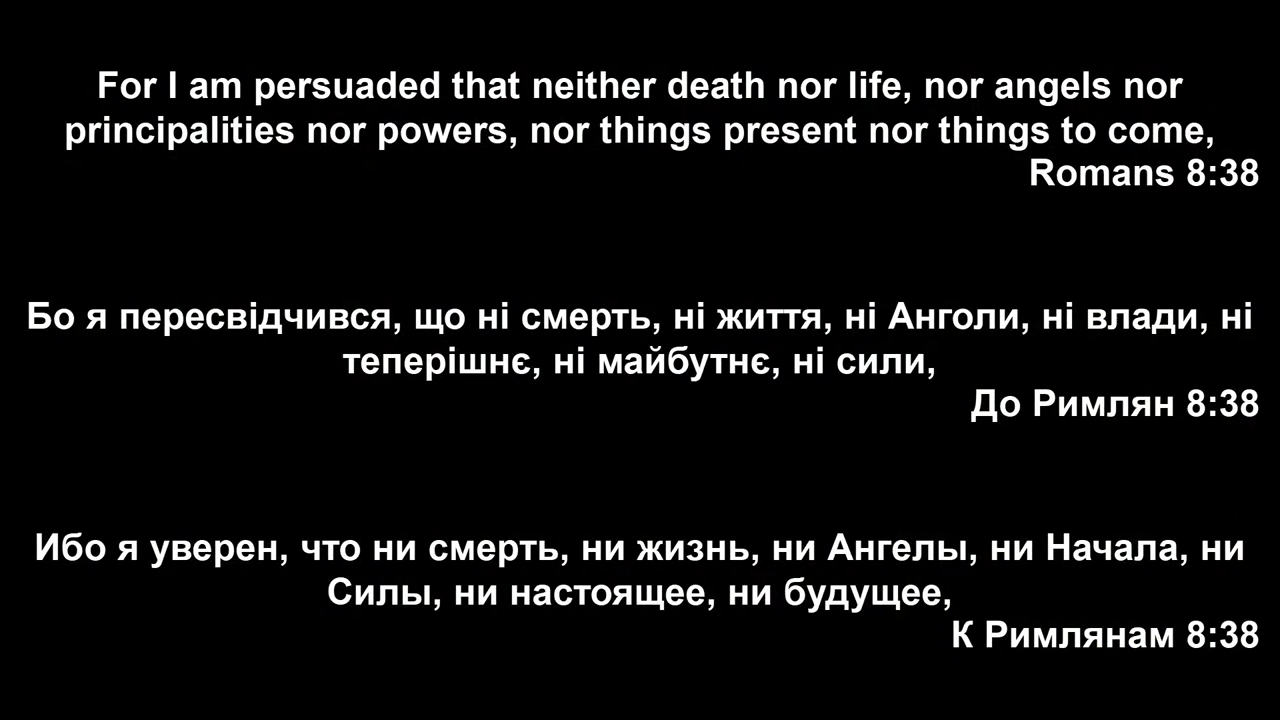 For I am persuaded that neither death nor life, nor angels nor
principalities nor powers, nor things present nor things to come,
Romans 8:38
Бо я пересвідчився, що ні смерть, ні життя, ні Анголи, ні влади, ні
теперішнє, ні майбутнє, ні сили,
До Римлян 8:38
Ибо я уверен, что ни смерть, ни жизнь, ни Ангелы, ни Начала, ни
Силы, ни настоящее, ни будущее,
К Римлянам 8:38